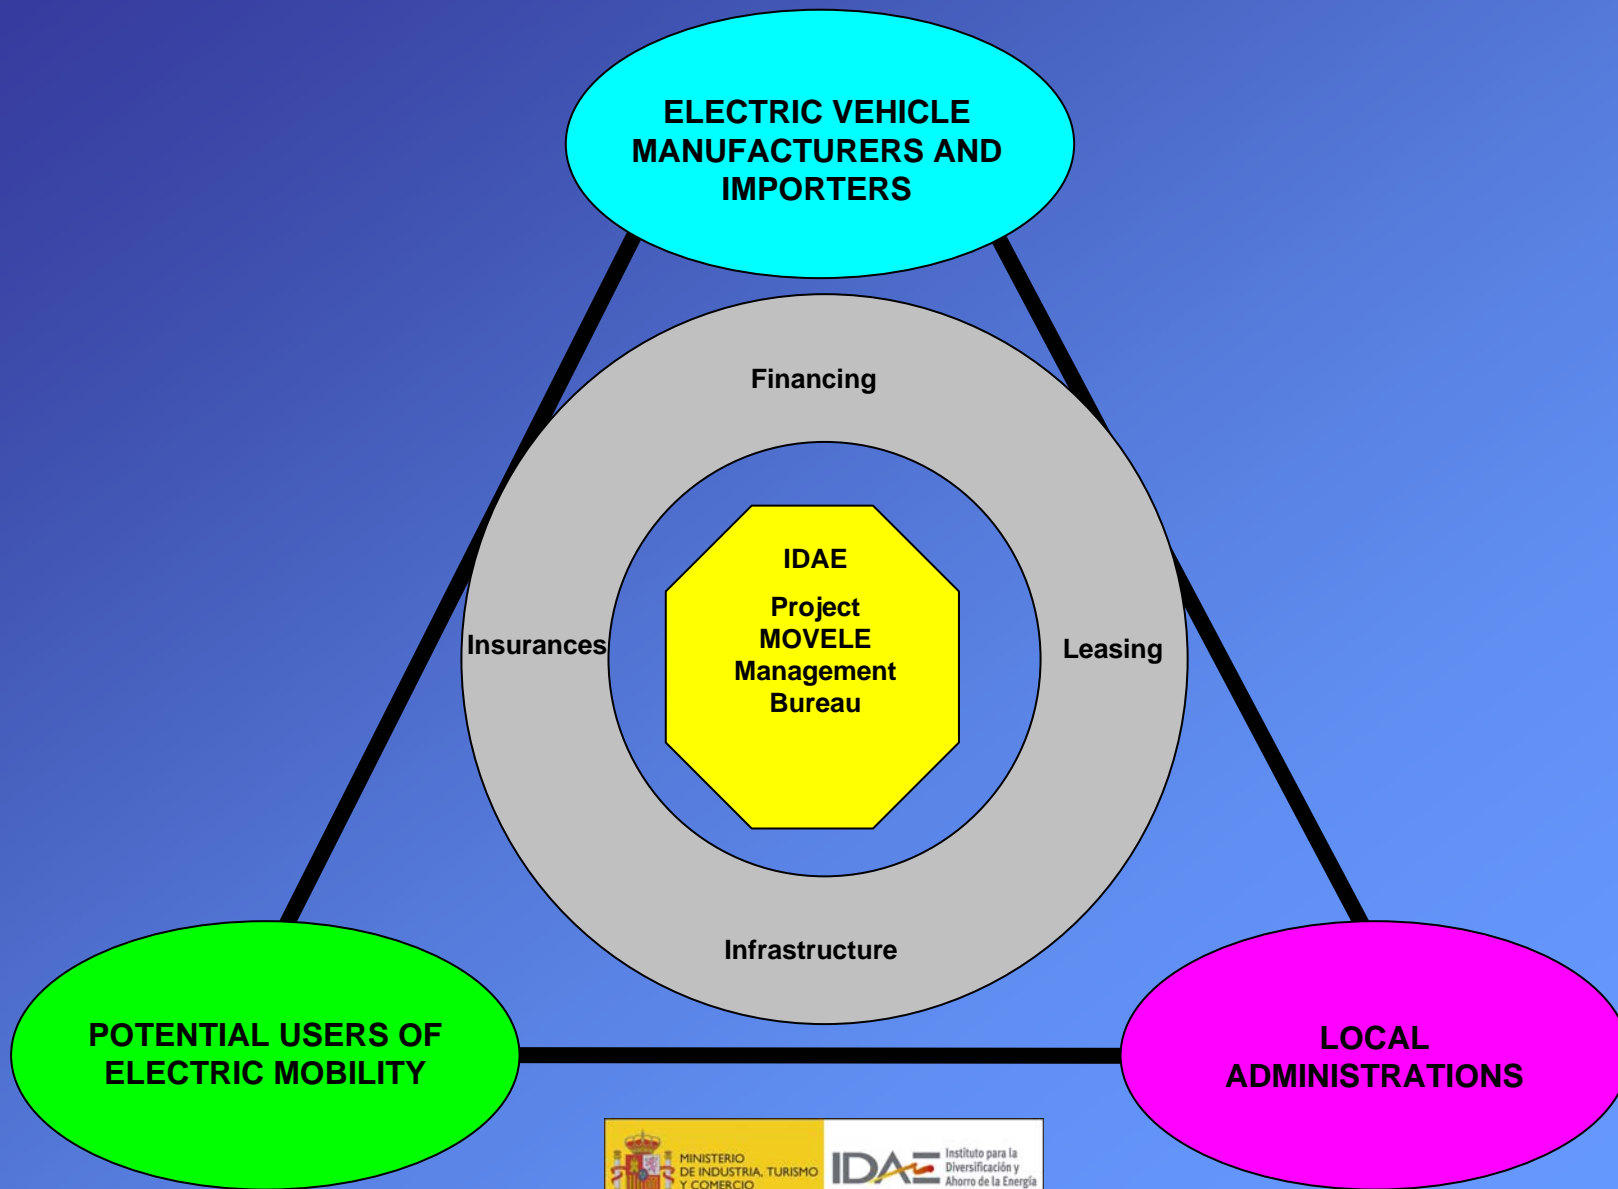 ELECTRIC VEHICLE
MANUFACTURERS AND
IMPORTERS
Financing
IDAE
Project
MOVELE
Management
Bureau
Insurances
Leasing
Infrastructure
POTENTIAL USERS OF
ELECTRIC MOBILITY
LOCAL
ADMINISTRATIONS
MINISTERIO
DE INDUSTRIA, TURISMO
Y COMERCIO
IDAE
Instituto para la
Diversificación y
Ahorro de la Energía